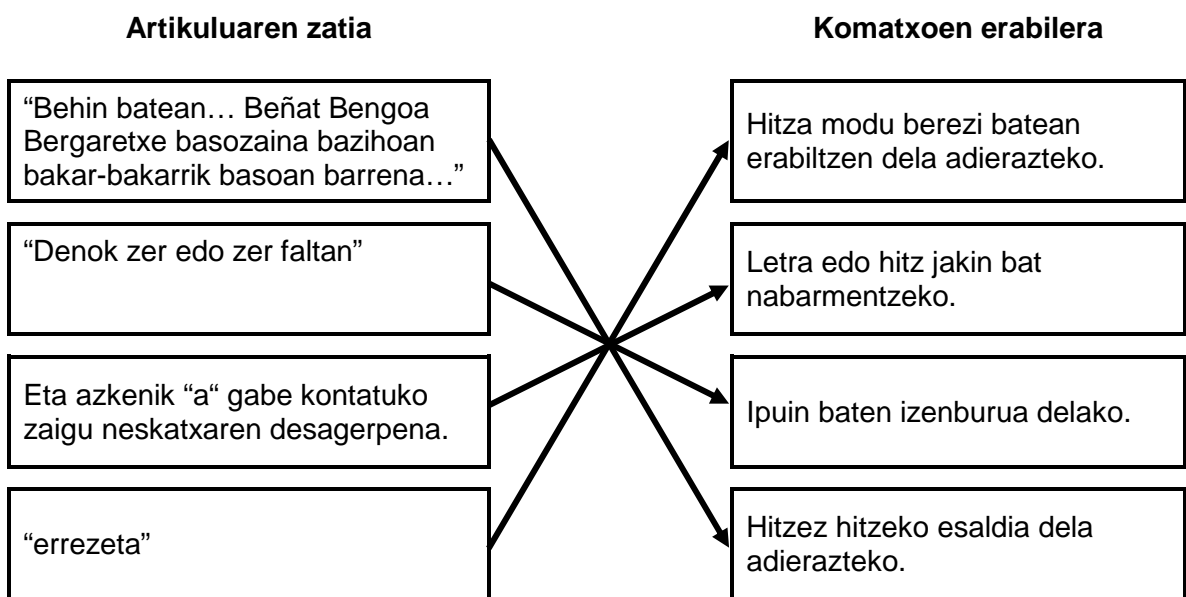 Artikuluaren zatia
Komatxoen erabilera
“Behin batean… Beñat Bengoa
Bergaretxe basozaina bazihoan
bakar-bakarrik basoan barrena…”
Hitza modu berezi batean
erabiltzen dela adierazteko.
“Denok zer edo zer faltan”
Letra edo hitz jakin bat
nabarmentzeko.
Eta azkenik “a“ gabe kontatuko
zaigu neskatxaren desagerpena.
Ipuin baten izenburua delako.
“errezeta”
Hitzez hitzeko esaldia dela
adierazteko.